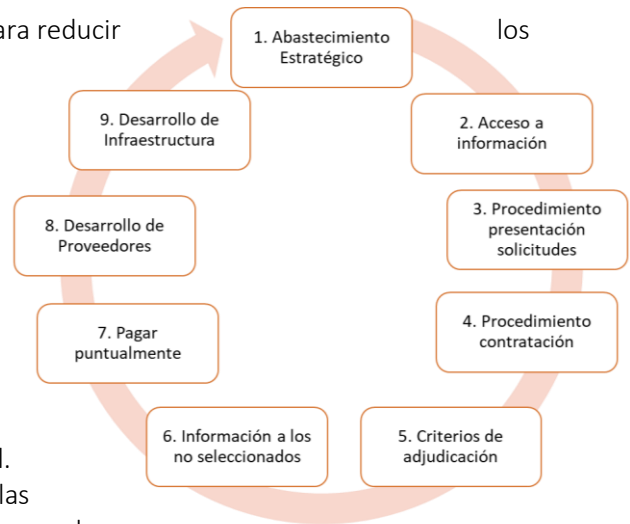 ara reducir los
1. Abastecimiento
Estratégico
2. Acceso a
información
3. Procedimiento
presentación
solicitudes
4. Procedimiento
contratación
5. Criterios de
adjudicación
6. Información a los
no seleccionados
7. Pagar
puntualmente
8. Desarrollo de
Proveedores
9. Desarrollo de
Infraestructura
l.
las